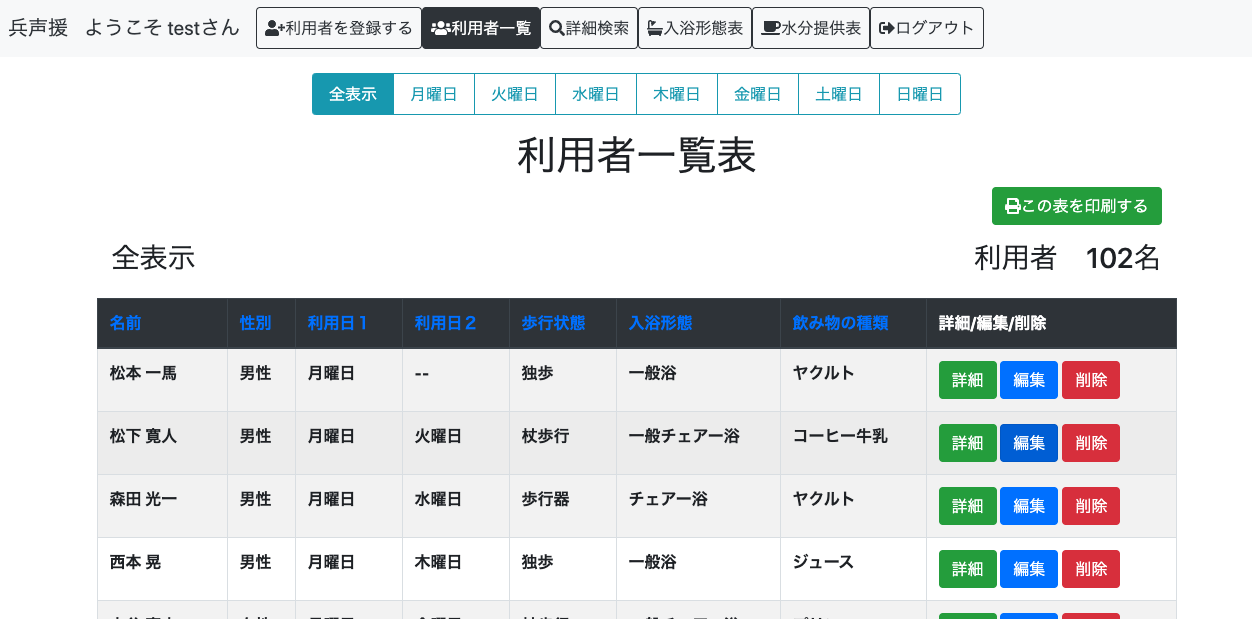 兵声援 ようこそ testさん 利用者を登録する 利用者一覧 詳細検索 入浴形態表 水分提供表 ログアウト
全表示 月曜日 火曜日 水曜日 木曜日 金曜日 土曜日 日曜日
利用者一覧表
この表を印刷する
全表示 利用者 102名
名前 性別 利用日１ 利用日２ 歩行状態 入浴形態 飲み物の種類 詳細/編集/削除
松本 一馬 男性 月曜日 -- 独歩 一般浴 ヤクルト 詳細 編集 削除
松下 寛人 男性 月曜日 火曜日 杖歩行 一般チェアー浴 コーヒー牛乳 詳細 編集 削除
森田 光一 男性 月曜日 水曜日 歩行器 チェアー浴 ヤクルト 詳細 編集 削除
西本 晃 男性 月曜日 木曜日 独歩 一般浴 ジュース 詳細 編集 削除